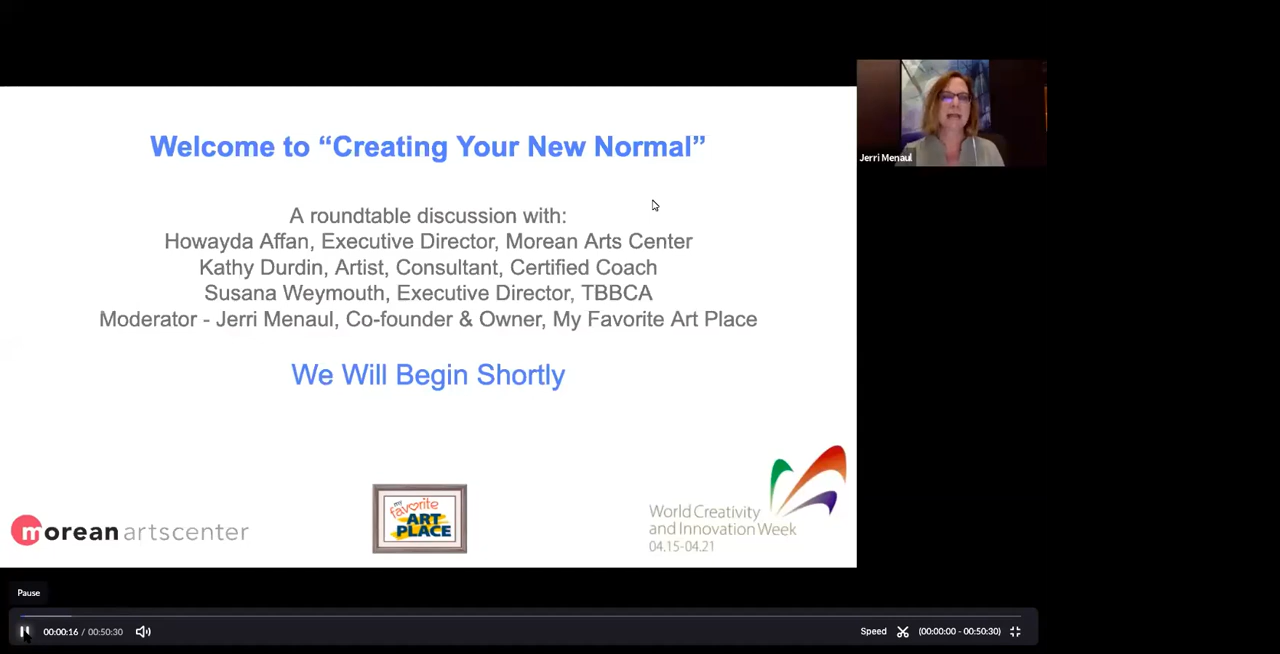 Welcome to “Creating Your New Normal”
A roundtable discussion with:
Howayda Affan, Executive Director, Morean Arts Center
Kathy Durdin, Artist, Consultant, Certified Coach
Susana Weymouth, Executive Director, TBBCA
Moderator - Jerri Menaul, Co-founder & Owner, My Favorite Art Place
We Will Begin Shortly
Jerri Menaul
morean artscenter
my
favorite
ART
PLACE
World Creativity
and Innovation Week
04.15-04.21
Pause
00:00:16 / 00:50:30
Speed
(00:00:00 - 00:50:30)